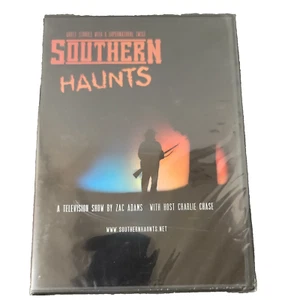 SOUTHERN
HAUNTS
A TELEVISION SHOW BY ZAC ADAMS WITH HOST CHARLIE CHASE
WWW.SOUTHERNHAUNTS.NET